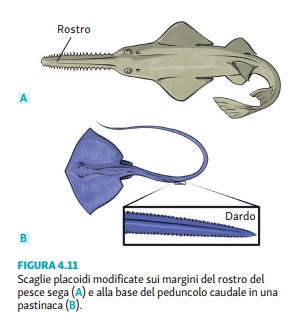 Rostro
A
Dardo
B
FIGURA 4.11
Scaglie placoidi modificate sui margini del rostro del
pesce sega (A) e alla base del peduncolo caudale in una
pastinaca (B).